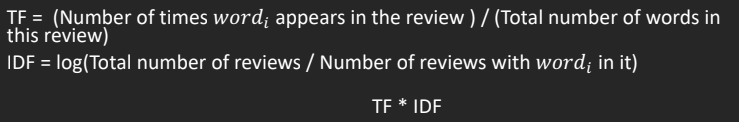 TF =  (Number of times wordᵢ appears in the review ) / (Total number of words in
this review)
IDF = log(Total number of reviews / Number of reviews with wordᵢ in it)
TF * IDF